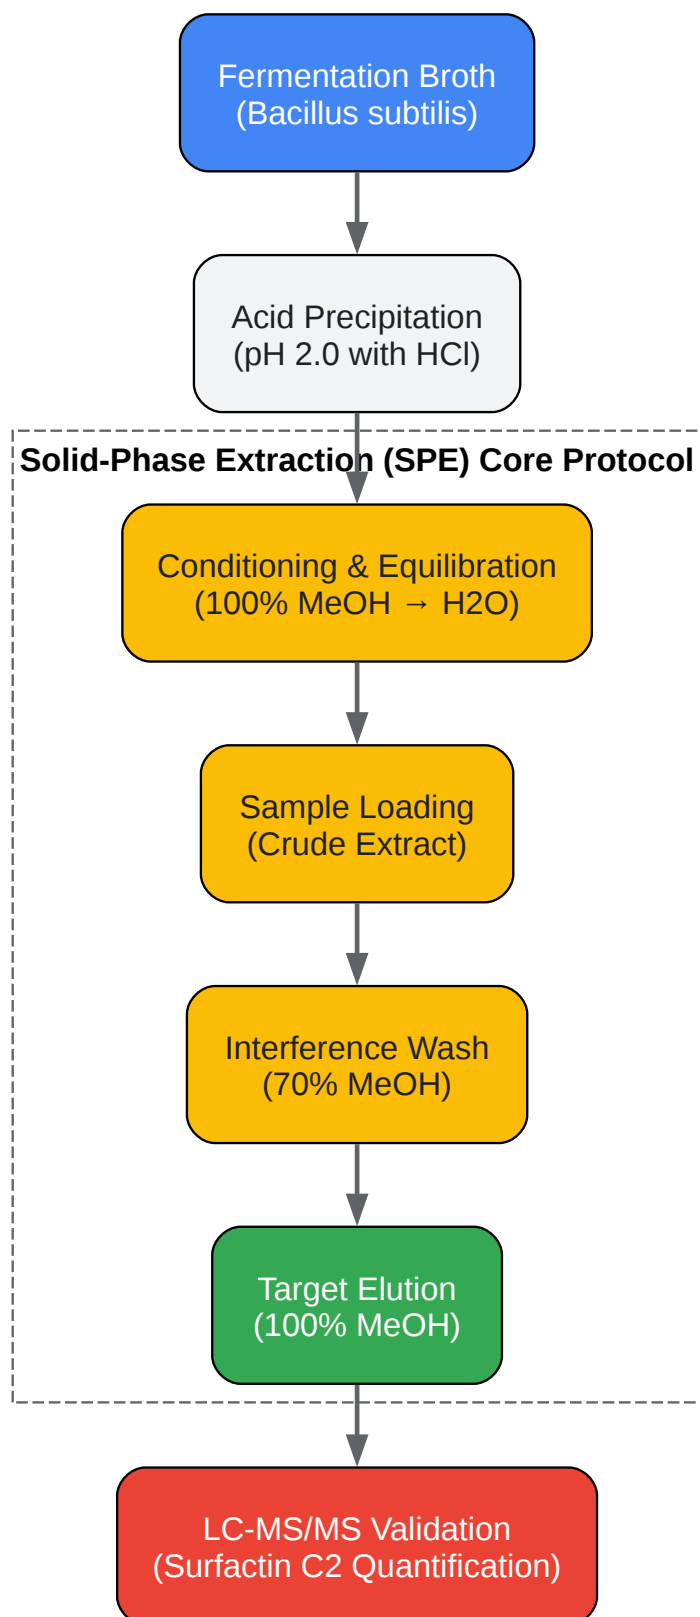 Fermentation Broth
(Bacillus subtilis)
Acid Precipitation
(pH 2.0 with HCl)
Solid-Phase Extraction (SPE) Core Protocol
Conditioning & Equilibration
(100% MeOH → H2O)
Sample Loading
(Crude Extract)
Interference Wash
(70% MeOH)
Target Elution
(100% MeOH)
LC-MS/MS Validation
(Surfactin C2 Quantification)